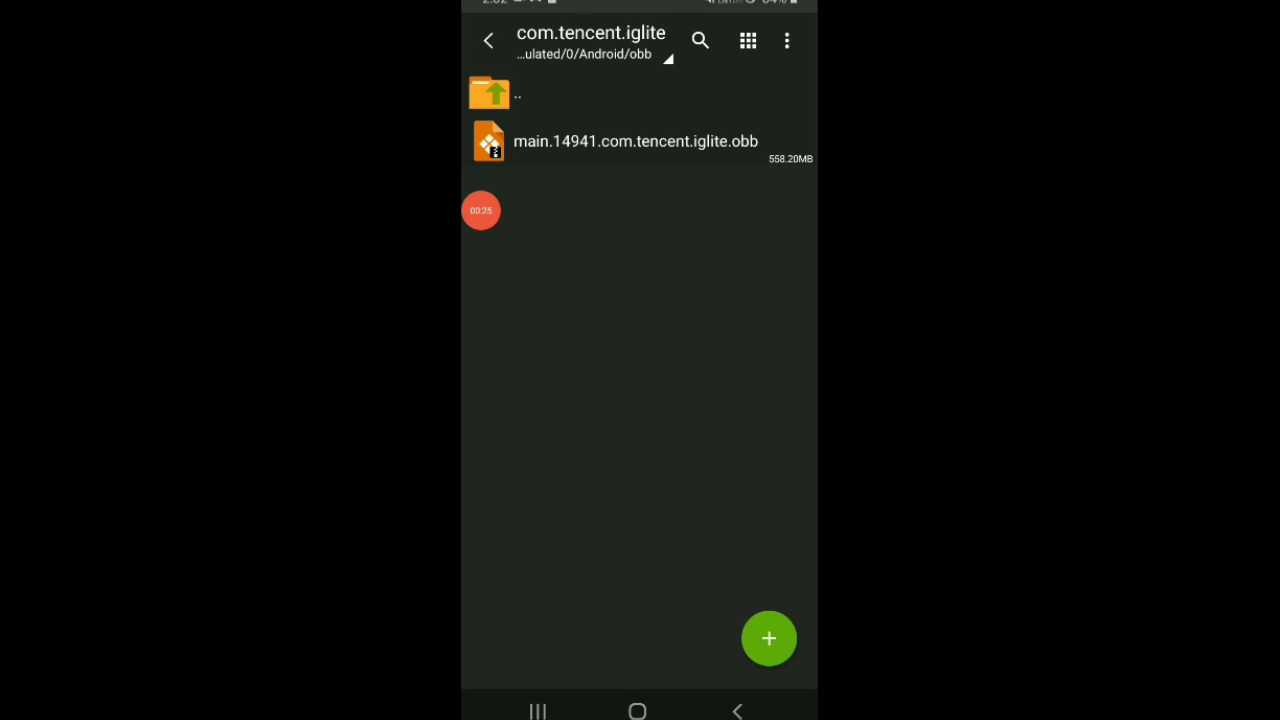 com.tencent.iglite
...ulated/0/Android/obb
..
main.14941.com.tencent.iglite.obb
558.20MB
00:25